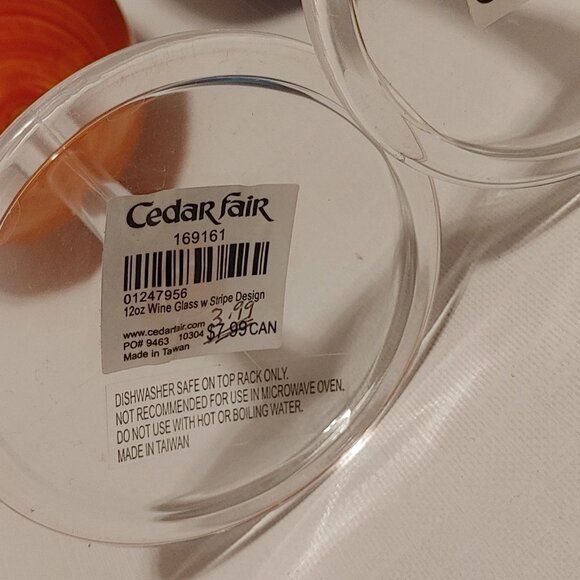 Cedar Fair
169161
01247956
12oz Wine Glass w Stripe Design
3.99
www.cedarfair.com
PO# 9463 10304 $7.99 CAN
Made in Taiwan
DISHWASHER SAFE ON TOP RACK ONLY.
NOT RECOMMENDED FOR USE IN MICROWAVE OVEN.
DO NOT USE WITH HOT OR BOILING WATER.
MADE IN TAIWAN